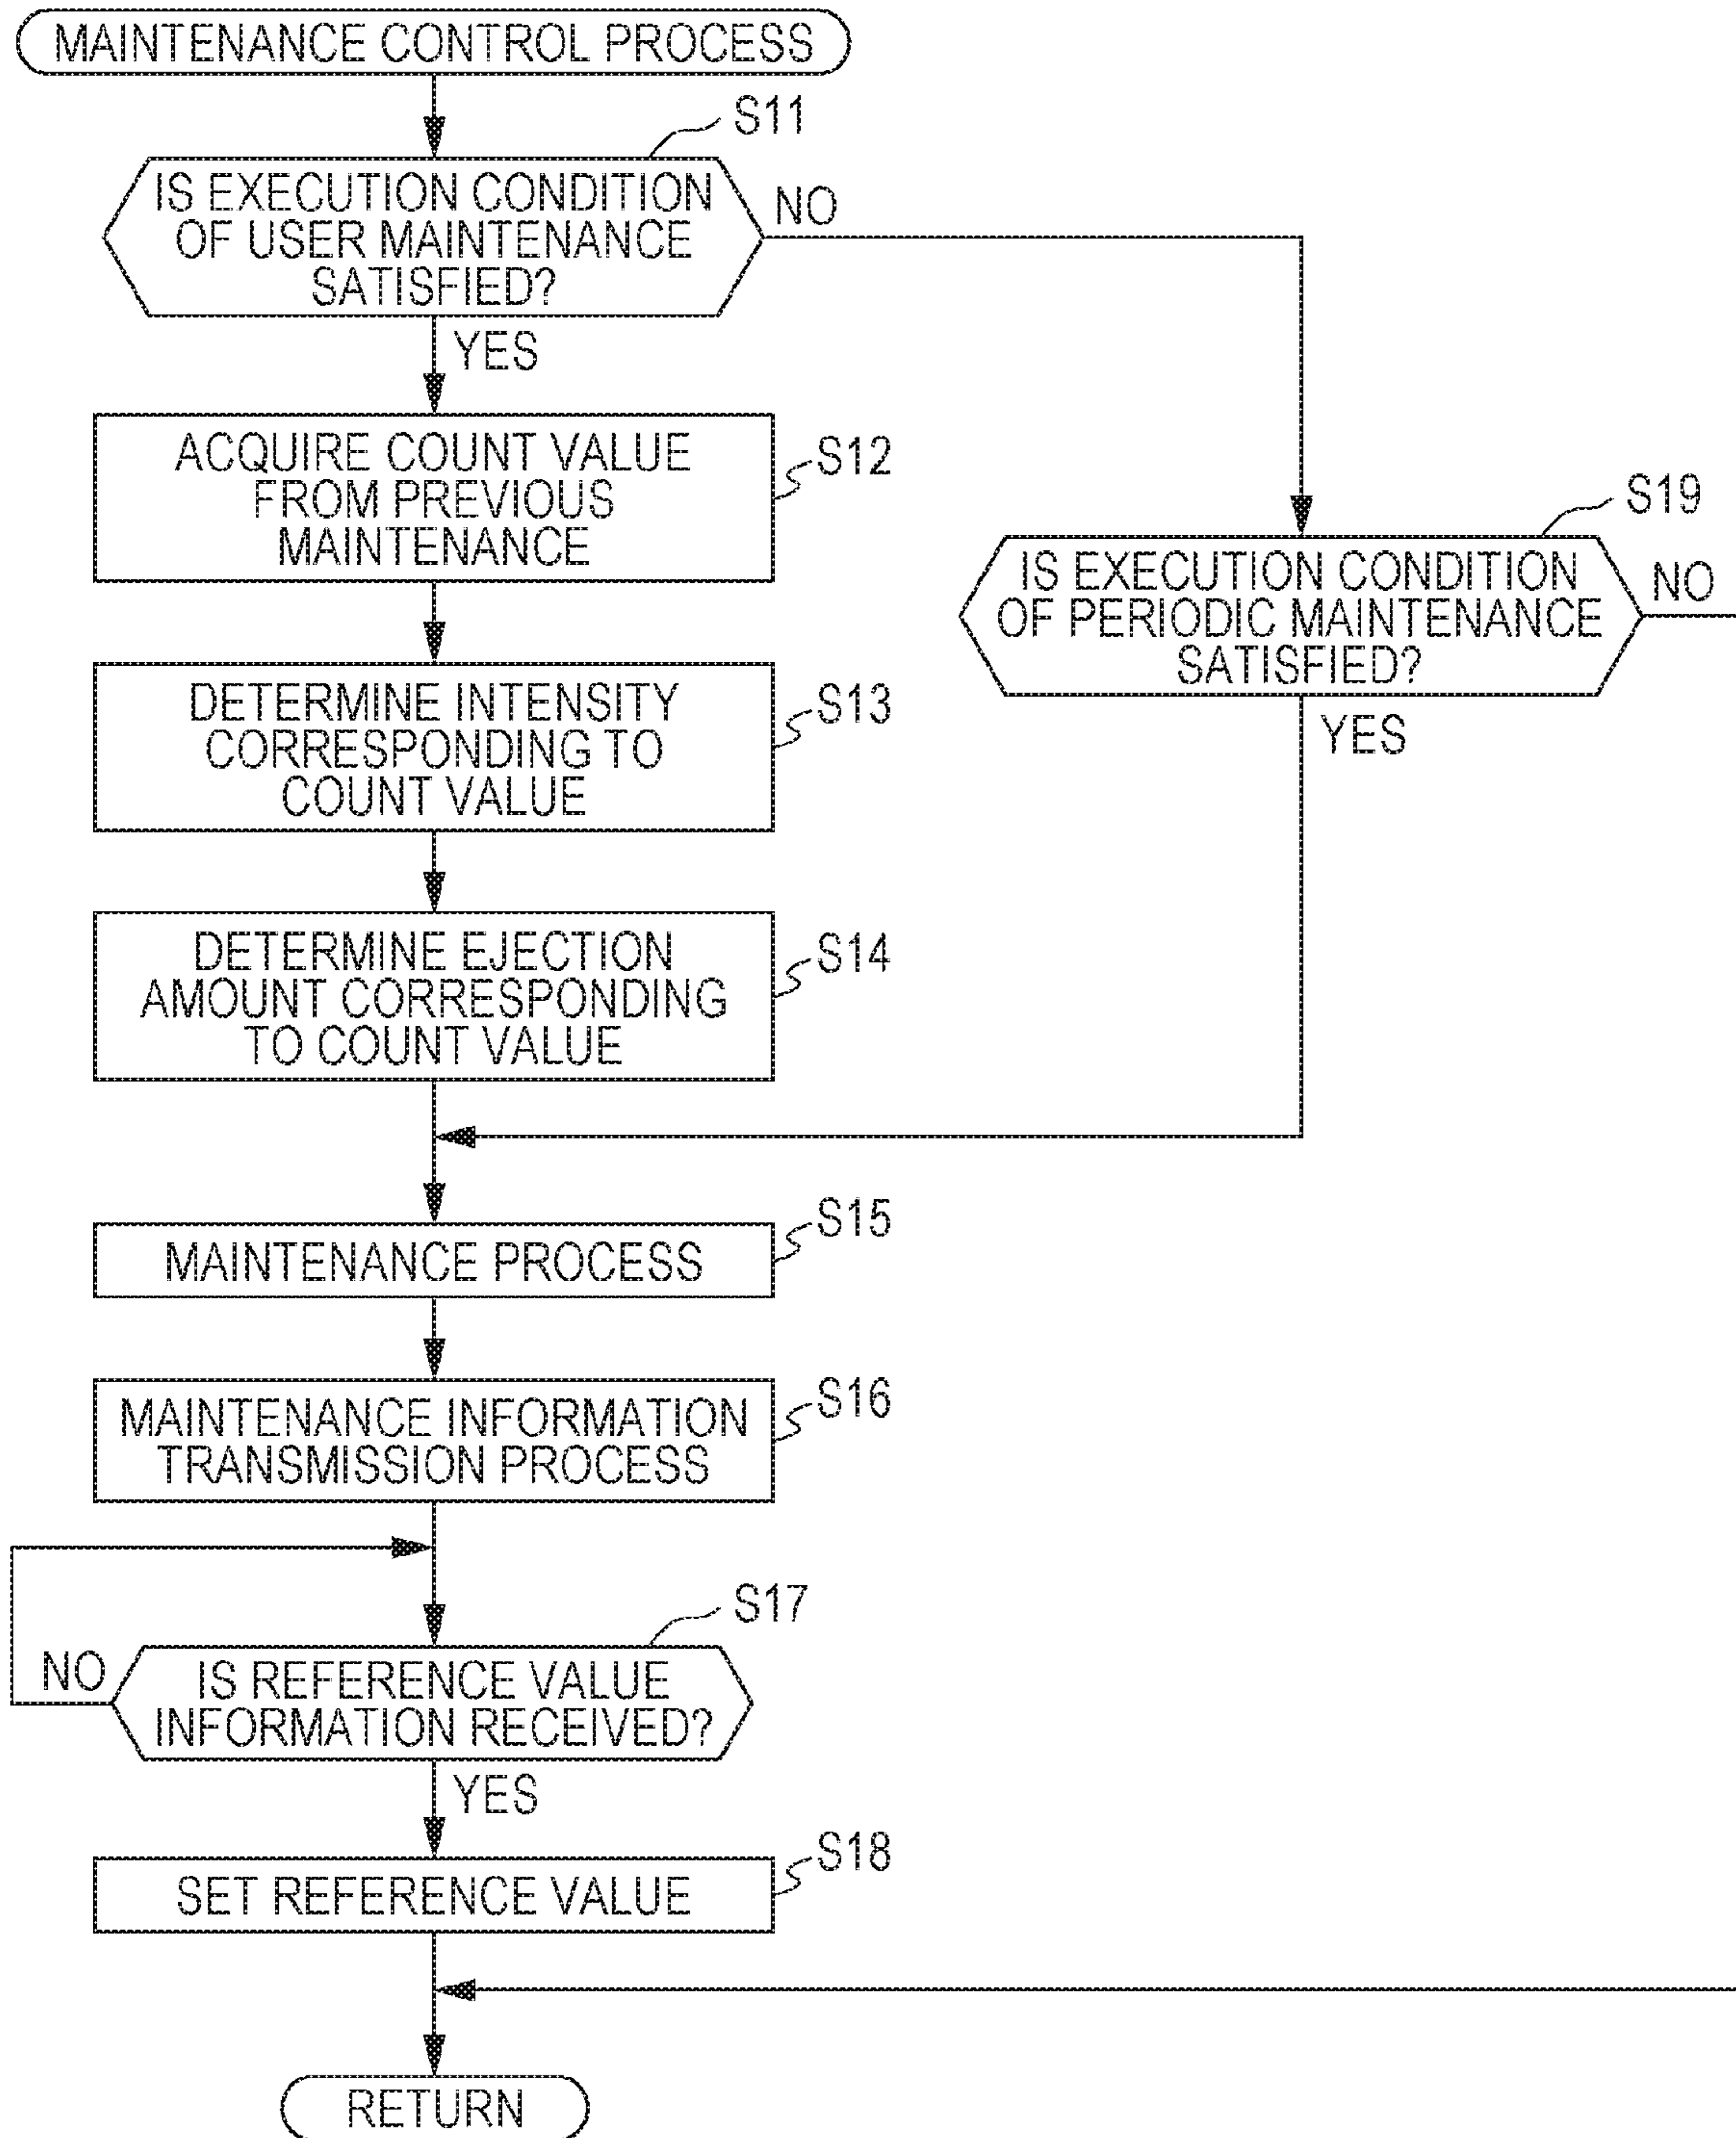 MAINTENANCE CONTROL PROCESS
S11
IS EXECUTION CONDITION
OF USER MAINTENANCE
SATISFIED?
NO
YES
ACQUIRE COUNT VALUE
FROM PREVIOUS
MAINTENANCE
S12
S19
IS EXECUTION CONDITION
OF PERIODIC MAINTENANCE
SATISFIED?
NO
YES
DETERMINE INTENSITY
CORRESPONDING TO
COUNT VALUE
S13
DETERMINE EJECTION
AMOUNT CORRESPONDING
TO COUNT VALUE
S14
MAINTENANCE PROCESS
S15
MAINTENANCE INFORMATION
TRANSMISSION PROCESS
S16
S17
NO
IS REFERENCE VALUE
INFORMATION RECEIVED?
YES
SET REFERENCE VALUE
S18
RETURN